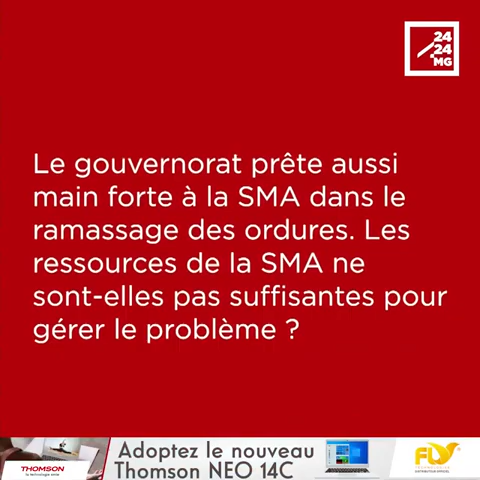 24
24
MG
Le gouvernorat prête aussi
main forte à la SMA dans le
ramassage des ordures. Les
ressources de la SMA ne
sont-elles pas suffisantes pour
gérer le problème ?
THOMSON
Adoptez le nouveau
Thomson NEO 14C
FLY